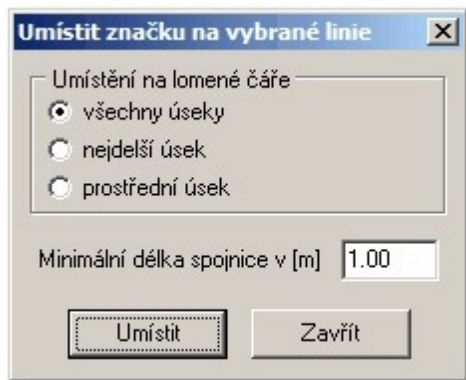 Umístit značku na vybrané linie
Umístění na lomené čáře
všechny úseky
nejdelší úsek
prostřední úsek
Minimální délka spojnice v [m] 1.00
Umístit Zavřít